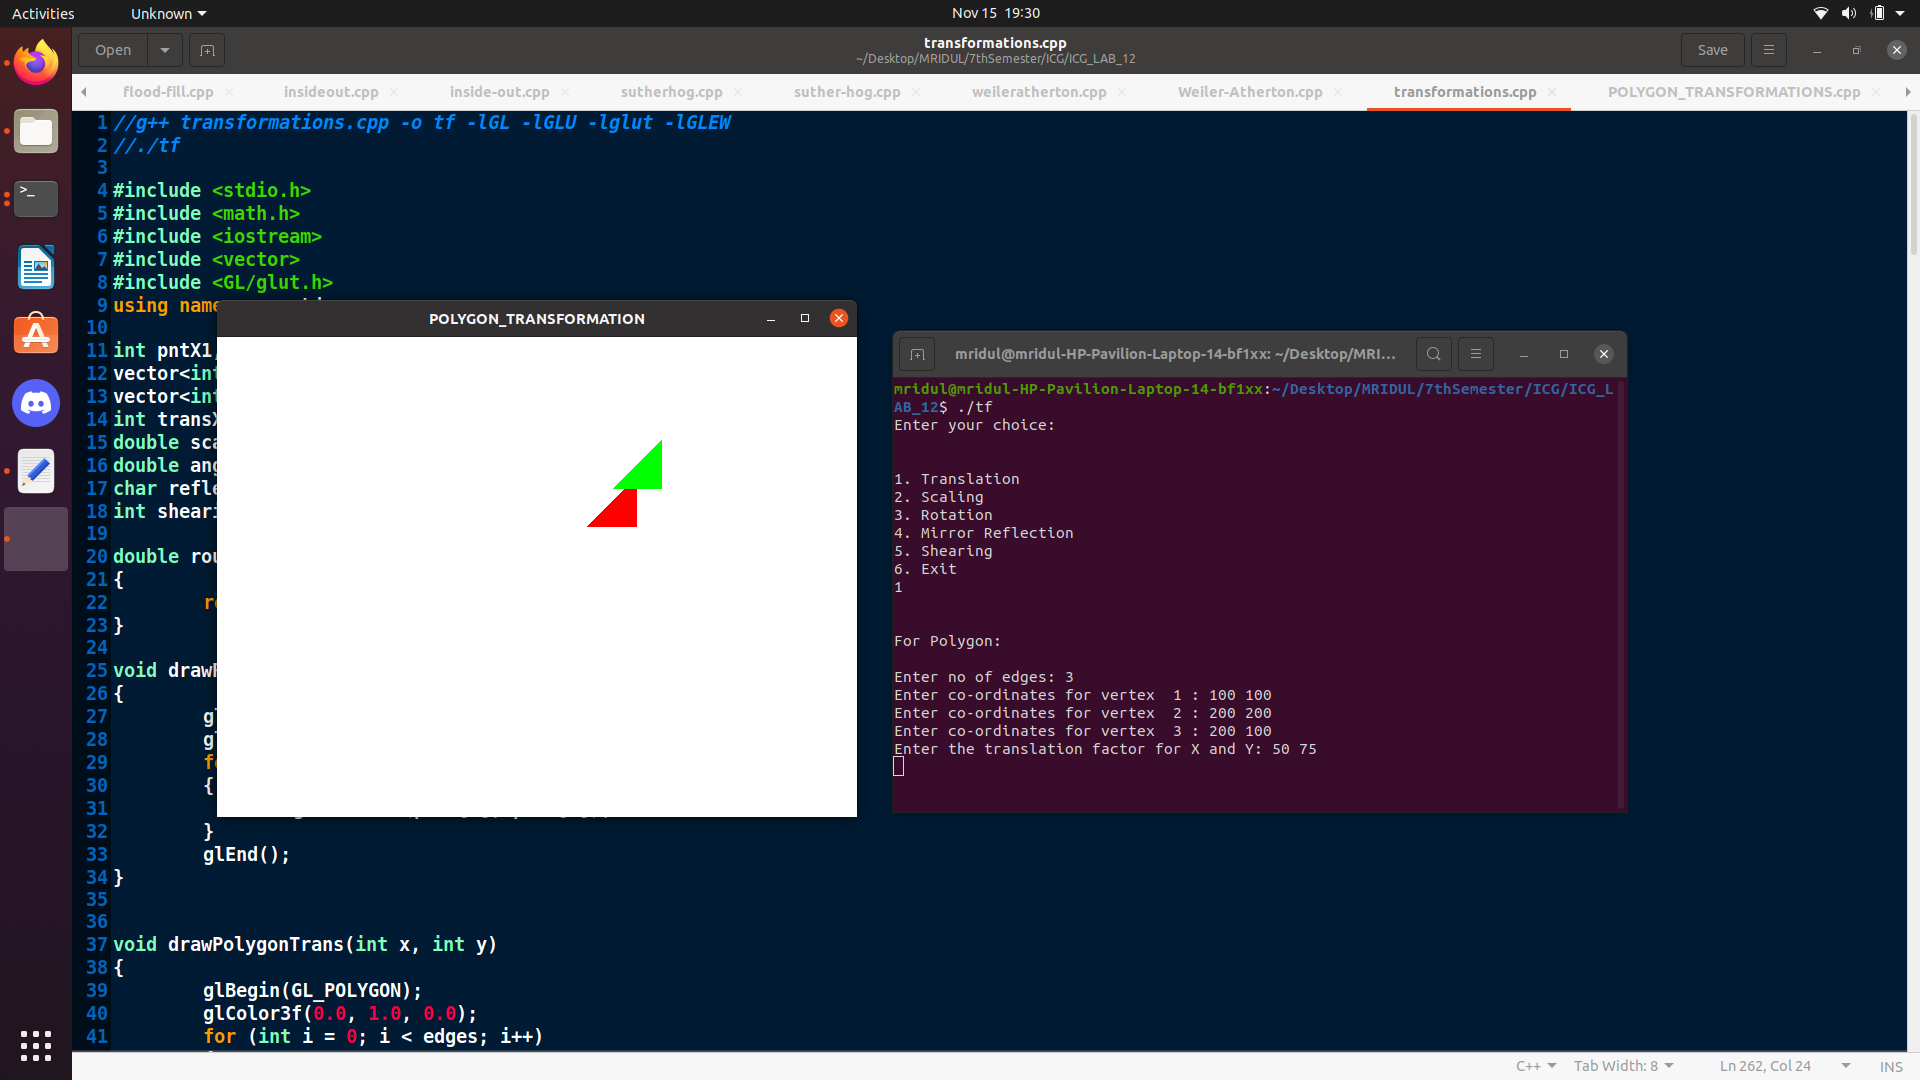 Activities
Unknown
Nov 15 19:30
Open
transformations.cpp
~/Desktop/MRIDUL/7thSemester/ICG/ICG_LAB_12
Save
flood-fill.cpp
insideout.cpp
inside-out.cpp
sutherhog.cpp
suther-hog.cpp
weileratherton.cpp
Weiler-Atherton.cpp
transformations.cpp
POLYGON_TRANSFORMATIONS.cpp
1 //g++ transformations.cpp -o tf -lGL -lGLU -lglut -lGLEW
2 //./tf
3
4 #include <stdio.h>
5 #include <math.h>
6 #include <iostream>
7 #include <vector>
8 #include <GL/glut.h>
9 using name
10
11 int pntX1,
12 vector<int
13 vector<int
14 int transX
15 double sca
16 double ang
17 char refle
18 int sheari
19
20 double rou
21 {
22 re
23 }
24
25 void drawP
26 {
27 gl
28 gl
29 fo
30 {
31
32 }
33 glEnd();
34 }
35
36
37 void drawPolygonTrans(int x, int y)
38 {
39 glBegin(GL_POLYGON);
40 glColor3f(0.0, 1.0, 0.0);
41 for (int i = 0; i < edges; i++)
POLYGON_TRANSFORMATION
mridul@mridul-HP-Pavilion-Laptop-14-bf1xx: ~/Desktop/MRI...
mridul@mridul-HP-Pavilion-Laptop-14-bf1xx:~/Desktop/MRIDUL/7thSemester/ICG/ICG_L
AB_12$ ./tf
Enter your choice:
1. Translation
2. Scaling
3. Rotation
4. Mirror Reflection
5. Shearing
6. Exit
1
For Polygon:
Enter no of edges: 3
Enter co-ordinates for vertex  1 : 100 100
Enter co-ordinates for vertex  2 : 200 200
Enter co-ordinates for vertex  3 : 200 100
Enter the translation factor for X and Y: 50 75
C++
Tab Width: 8
Ln 262, Col 24
INS